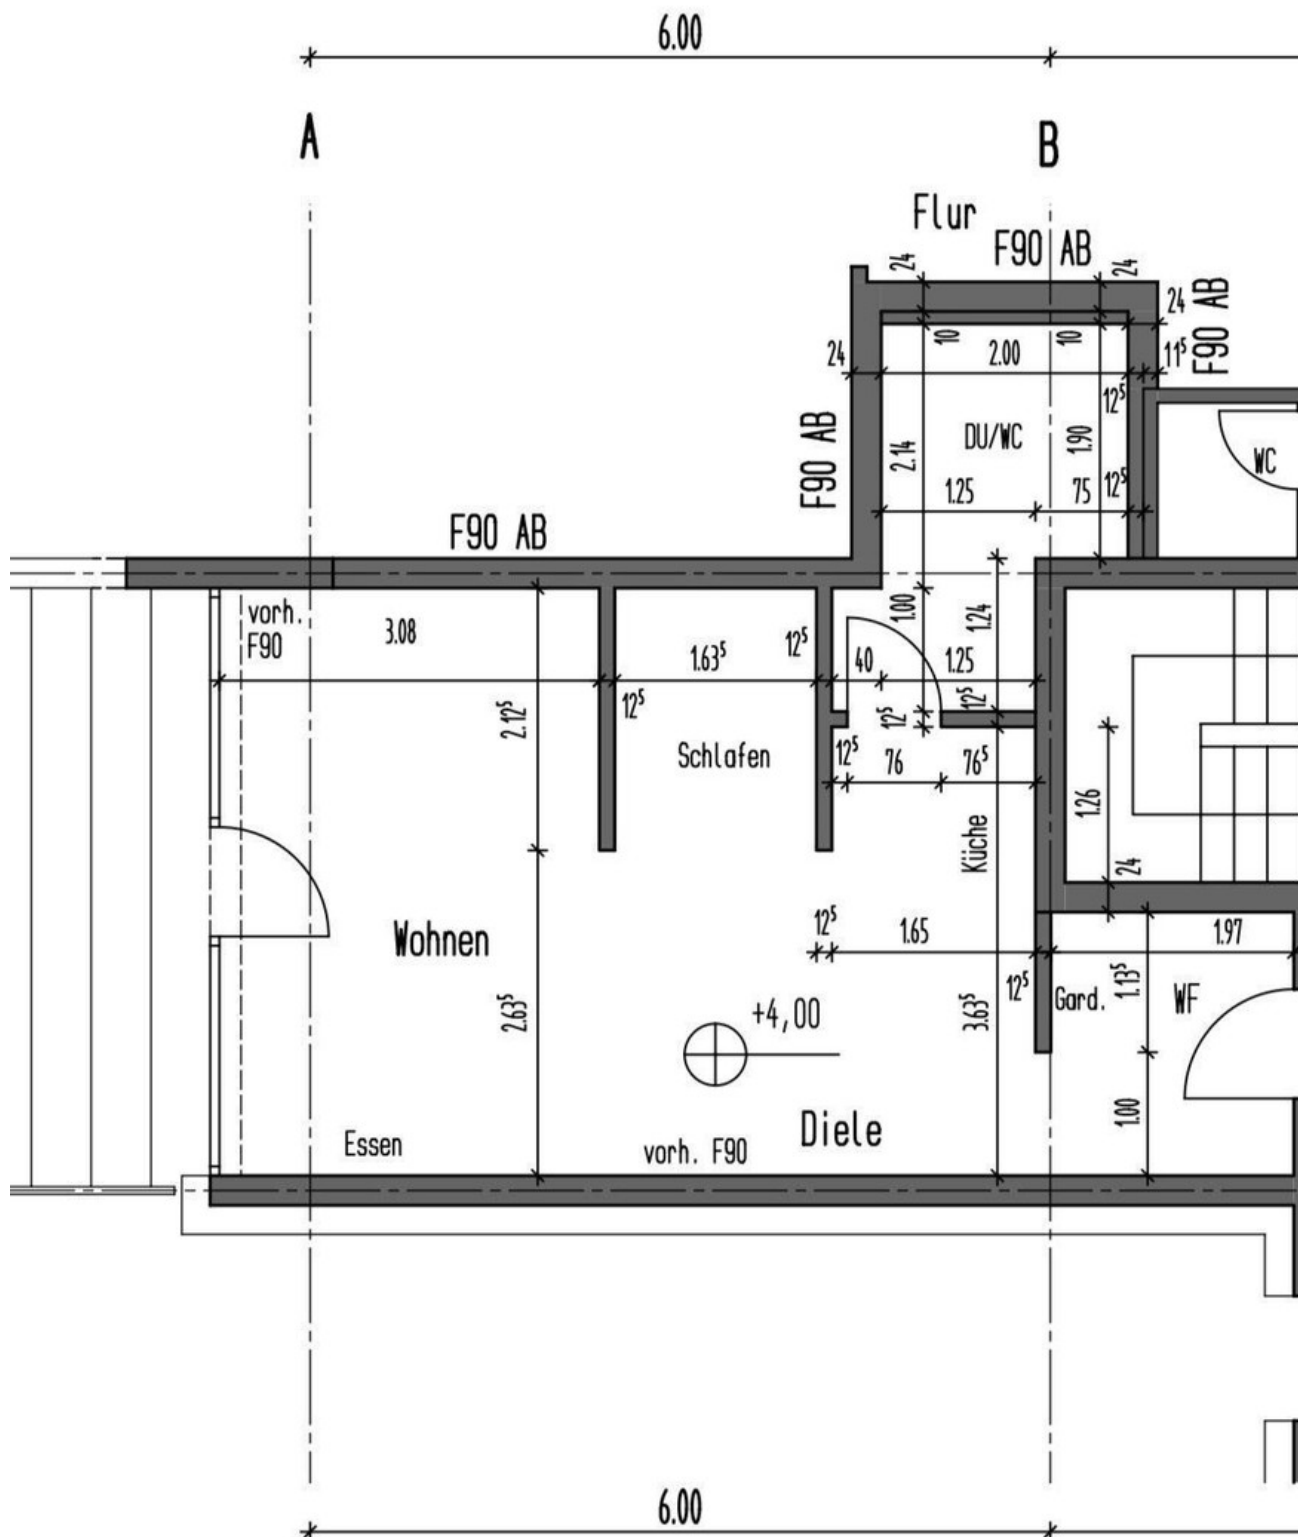 6.00
A
B
Flur
F90 AB
24
24
24
F90 AB
10
10
24
2.00
11⁵
12⁵
F90 AB
2.14
DU/WC
1.90
WC
1.25
75
12⁵
F90 AB
vorh.
F90
3.08
1.63⁵
12⁵
40
1.00
1.24
1.25
2.12⁵
12⁵
12⁵
12⁵
Schlafen
12⁵
76
76⁵
1.26
Küche
24
Wohnen
12⁵
1.65
1.97
2.63⁵
3.63⁵
12⁵
Gard.
1.13⁵
WF
+4,00
1.00
Essen
vorh. F90
Diele
6.00